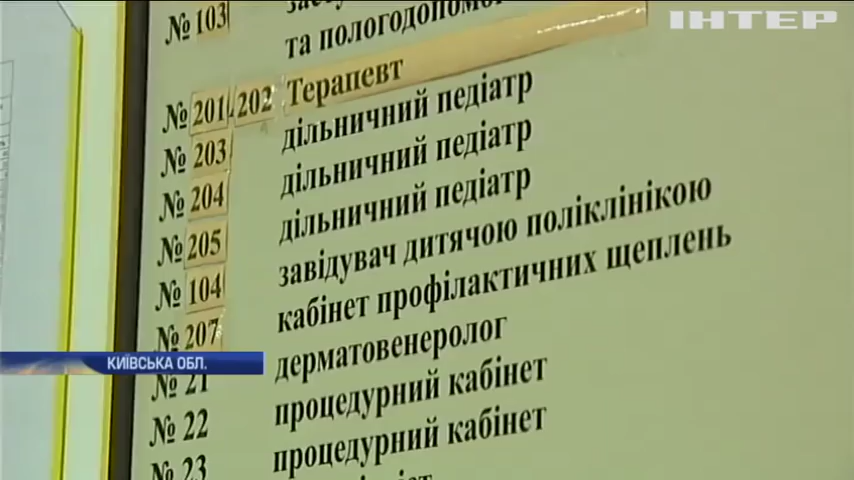 ІНТЕР
№ 103
та пологодопомо
№ 201,202 Терапевт
№ 203 дільничний педіатр
№ 204 дільничний педіатр
№ 205 дільничний педіатр
№ 104 завідувач дитячою поліклінікою
№ 207 кабінет профілактичних щеплень
№ 21 дерматовенеролог
№ 22 процедурний кабінет
№ 23 процедурний кабінет
КИЇВСЬКА ОБЛ.